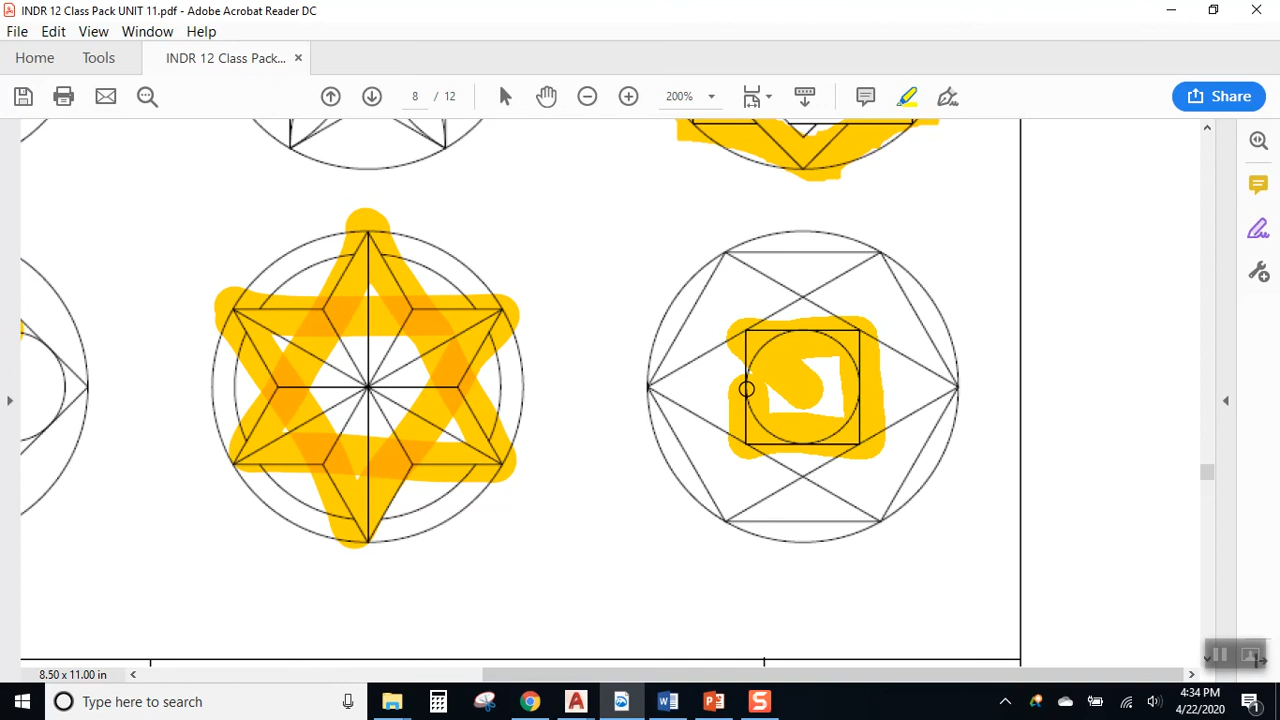 INDR 12 Class Pack UNIT 11.pdf - Adobe Acrobat Reader DC
File Edit View Window Help
Home Tools INDR 12 Class Pack... ×
8 / 12 200% Share
8.50 x 11.00 in
Type here to search
4:34 PM
4/22/2020